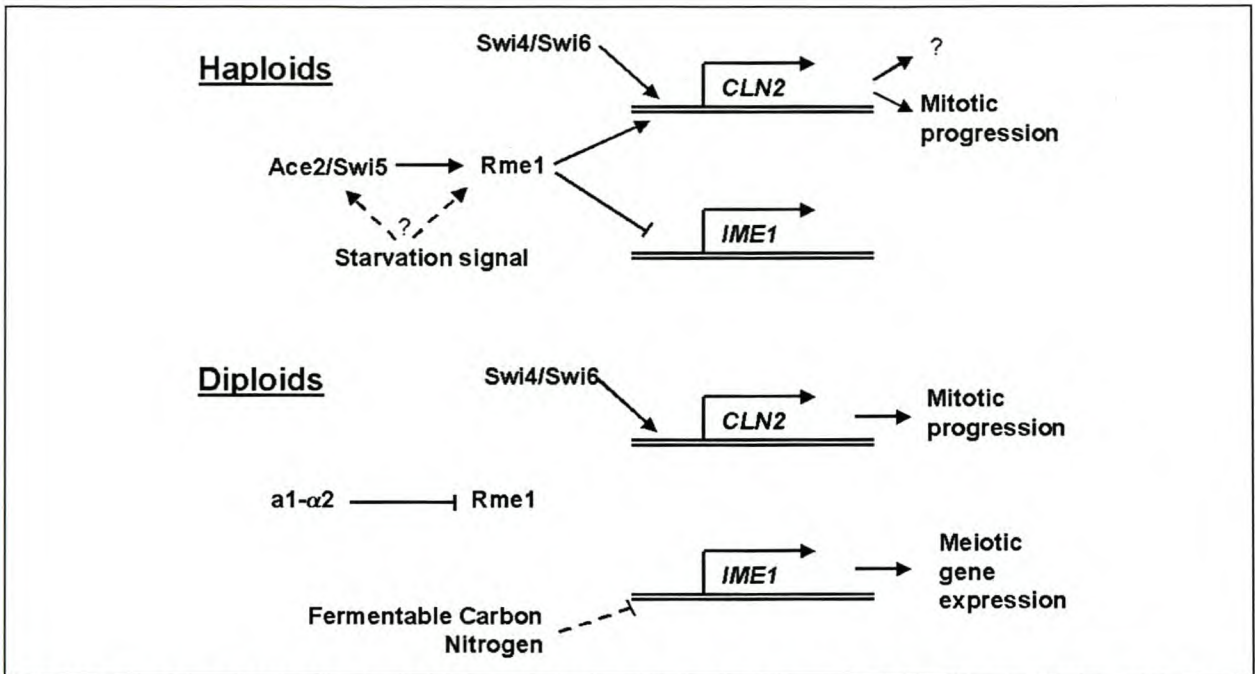 Haploids
Swi4/Swi6
CLN2
?
Mitotic
progression
Ace2/Swi5
Rme1
?
Starvation signal
IME1
Diploids
Swi4/Swi6
CLN2
Mitotic
progression
a1-α2
Rme1
IME1
Meiotic
gene
expression
Fermentable Carbon
Nitrogen